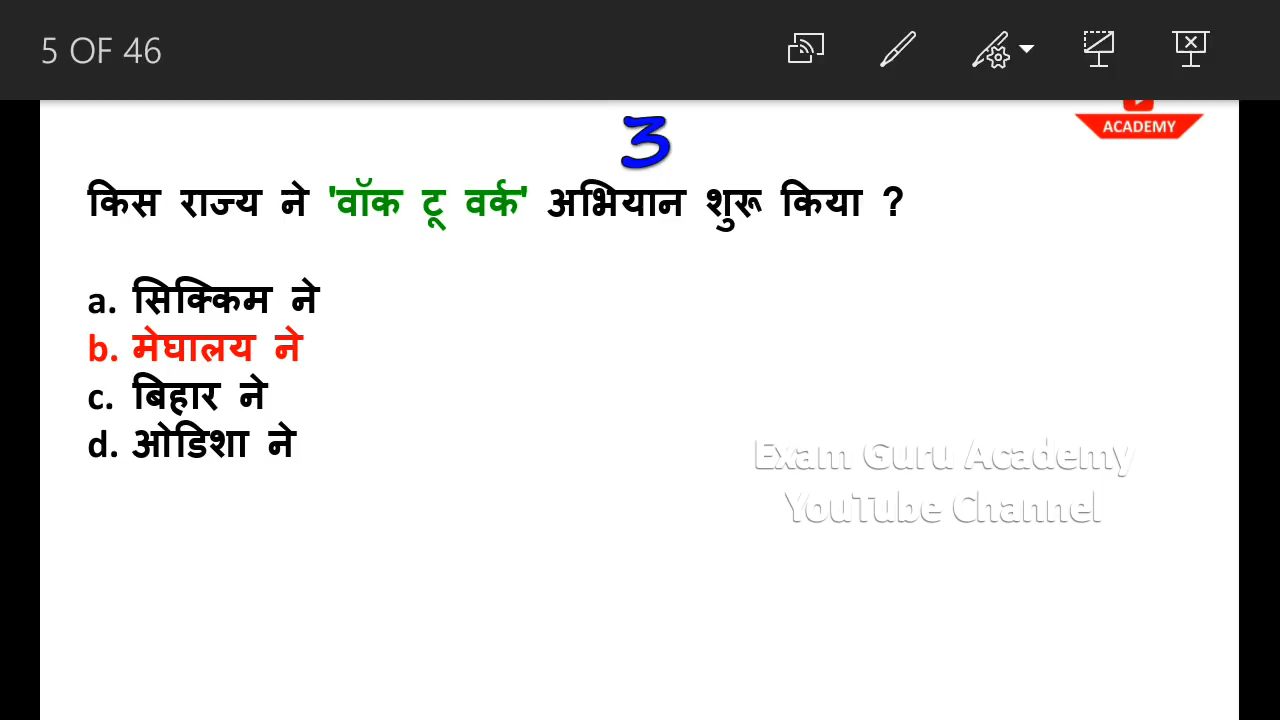 5 OF 46
ACADEMY
3
किस राज्य ने 'वॉक टू वर्क' अभियान शुरू किया ?
a. सिक्किम ने
b. मेघालय ने
c. बिहार ने
d. ओडिशा ने
Exam Guru Academy
YouTube Channel